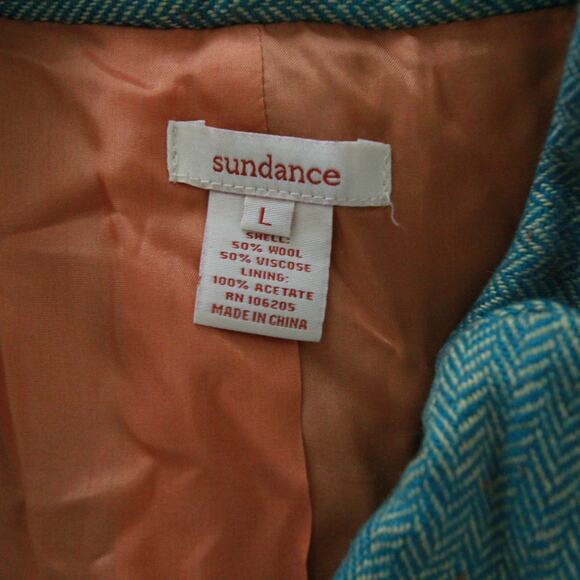 sundance
L
SHELL:
50% WOOL
50% VISCOSE
LINING:
100% ACETATE
RN 106205
MADE IN CHINA